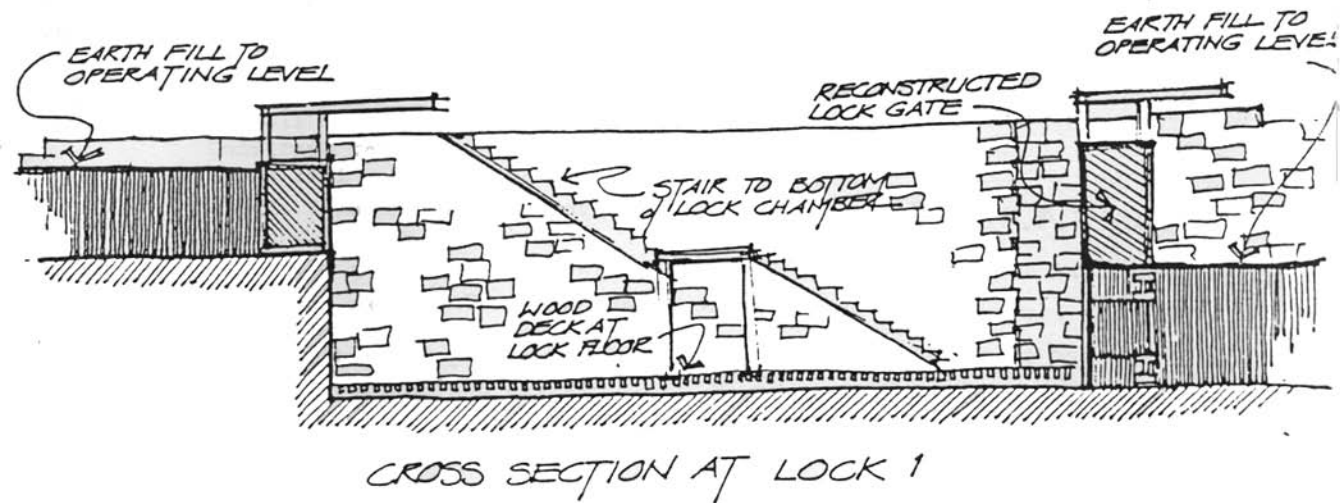 EARTH FILL TO
OPERATING LEVEL
EARTH FILL TO
OPERATING LEVEL
RECONSTRUCTED
LOCK GATE
STAIR TO BOTTOM
LOCK CHAMBER
WOOD
DECK AT
LOCK FLOOR
CROSS SECTION AT LOCK 1